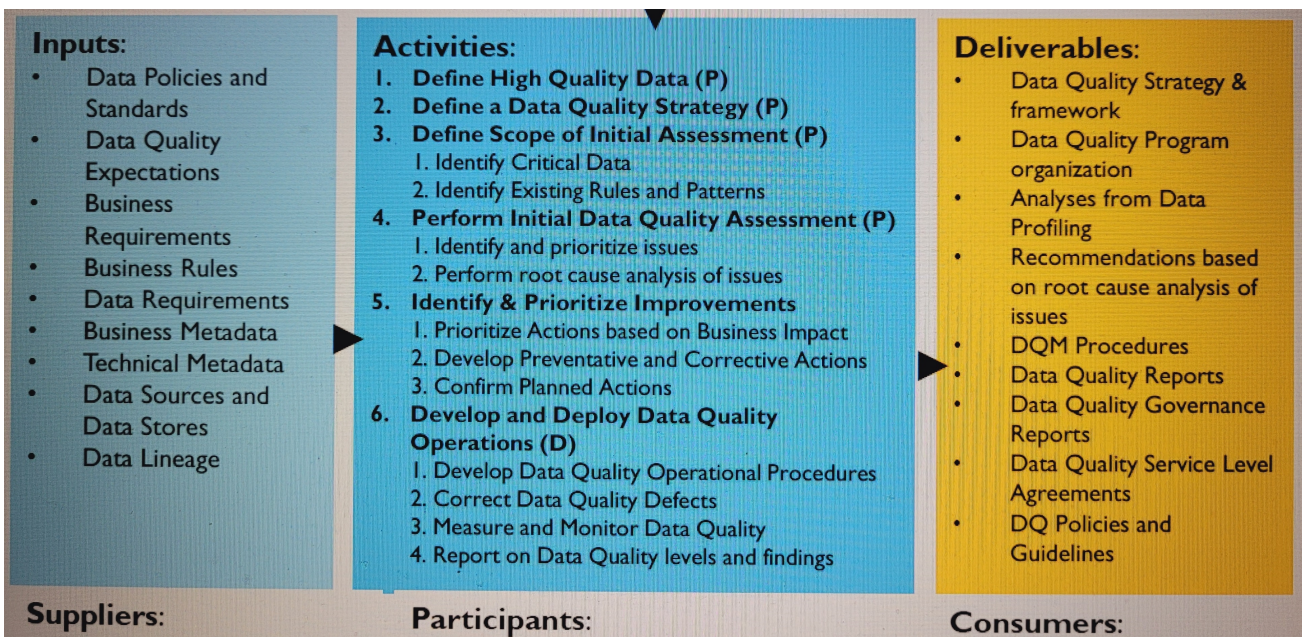 Inputs:
• Data Policies and
Standards
• Data Quality
Expectations
• Business
Requirements
• Business Rules
• Data Requirements
• Business Metadata
• Technical Metadata
• Data Sources and
Data Stores
• Data Lineage
Activities:
1. Define High Quality Data (P)
2. Define a Data Quality Strategy (P)
3. Define Scope of Initial Assessment (P)
1. Identify Critical Data
2. Identify Existing Rules and Patterns
4. Perform Initial Data Quality Assessment (P)
1. Identify and prioritize issues
2. Perform root cause analysis of issues
5. Identify & Prioritize Improvements
1. Prioritize Actions based on Business Impact
2. Develop Preventative and Corrective Actions
3. Confirm Planned Actions
6. Develop and Deploy Data Quality
Operations (D)
1. Develop Data Quality Operational Procedures
2. Correct Data Quality Defects
3. Measure and Monitor Data Quality
4. Report on Data Quality levels and findings
Deliverables:
• Data Quality Strategy &
framework
• Data Quality Program
organization
• Analyses from Data
Profiling
• Recommendations based
on root cause analysis of
issues
• DQM Procedures
• Data Quality Reports
• Data Quality Governance
Reports
• Data Quality Service Level
Agreements
• DQ Policies and
Guidelines
Suppliers:
Participants:
Consumers: